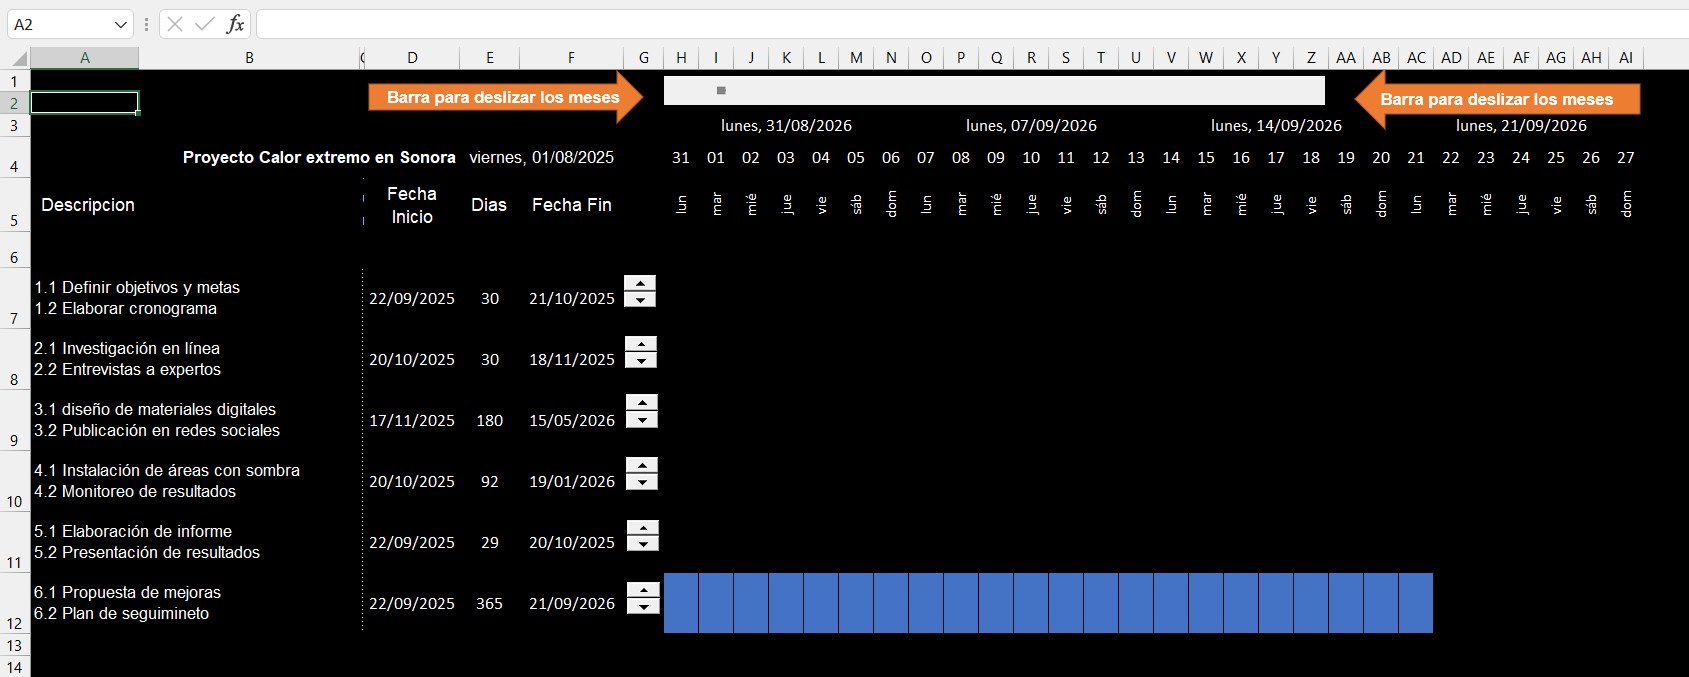 A2
fx
A B C D E F G H I J K L M N O P Q R S T U V W X Y Z AA AB AC AD AE AF AG AH AI
1 Barra para deslizar los meses Barra para deslizar los meses
2
3 lunes, 31/08/2026 lunes, 07/09/2026 lunes, 14/09/2026 lunes, 21/09/2026
4 Proyecto Calor extremo en Sonora viernes, 01/08/2025 31 01 02 03 04 05 06 07 08 09 10 11 12 13 14 15 16 17 18 19 20 21 22 23 24 25 26 27
5 Descripcion Fecha Inicio Dias Fecha Fin lun mar mié jue vie sáb dom lun mar mié jue vie sáb dom lun mar mié jue vie sáb dom lun mar mié jue vie sáb dom
6
1.1 Definir objetivos y metas
7 1.2 Elaborar cronograma 22/09/2025 30 21/10/2025
2.1 Investigación en línea
8 2.2 Entrevistas a expertos 20/10/2025 30 18/11/2025
3.1 diseño de materiales digitales
9 3.2 Publicación en redes sociales 17/11/2025 180 15/05/2026
4.1 Instalación de áreas con sombra
10 4.2 Monitoreo de resultados 20/10/2025 92 19/01/2026
5.1 Elaboración de informe
11 5.2 Presentación de resultados 22/09/2025 29 20/10/2025
6.1 Propuesta de mejoras
12 6.2 Plan de seguimineto 22/09/2025 365 21/09/2026
13
14